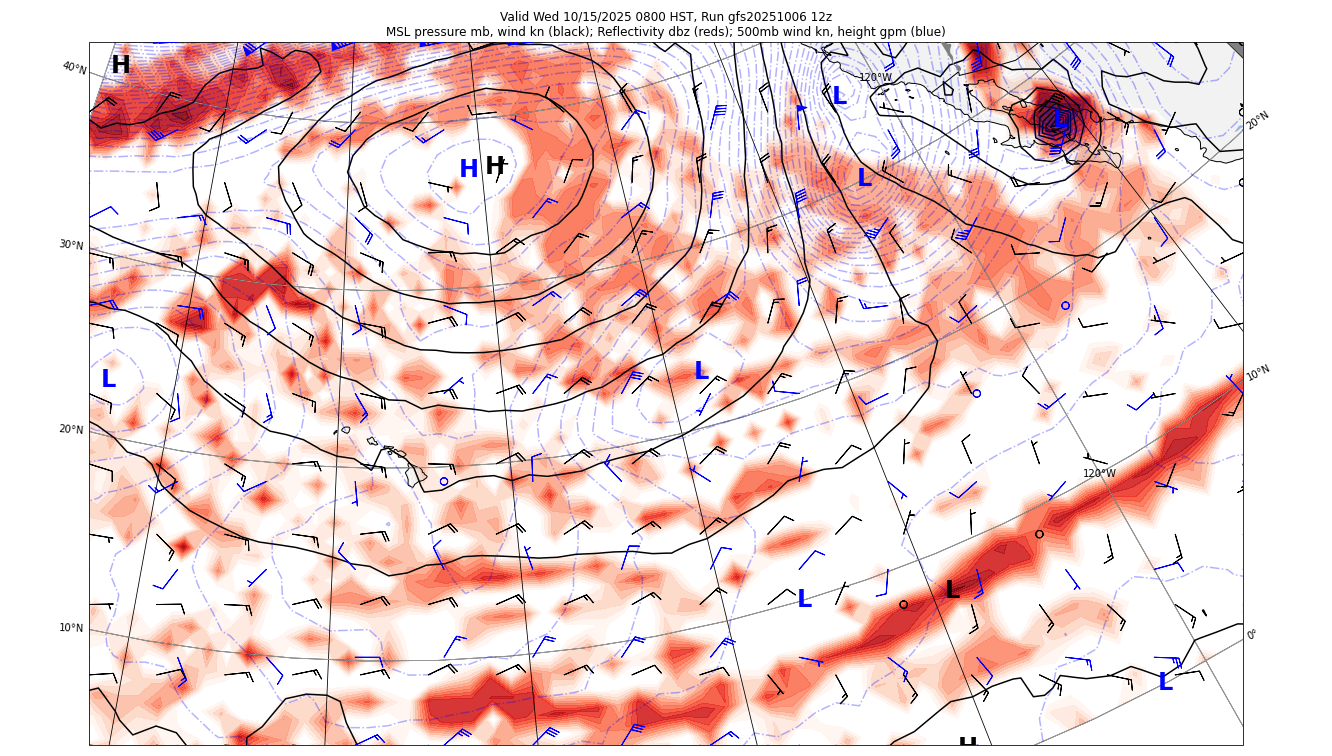 Valid Wed 10/15/2025 0800 HST, Run gfs20251006 12z
MSL pressure mb, wind kn (black); Reflectivity dbz (reds); 500mb wind kn, height gpm (blue)
H
40°N
120°W
L
20°N
L
H H
L
30°N
L
L
10°N
20°N
120°W
L
L
10°N
0°
L
H